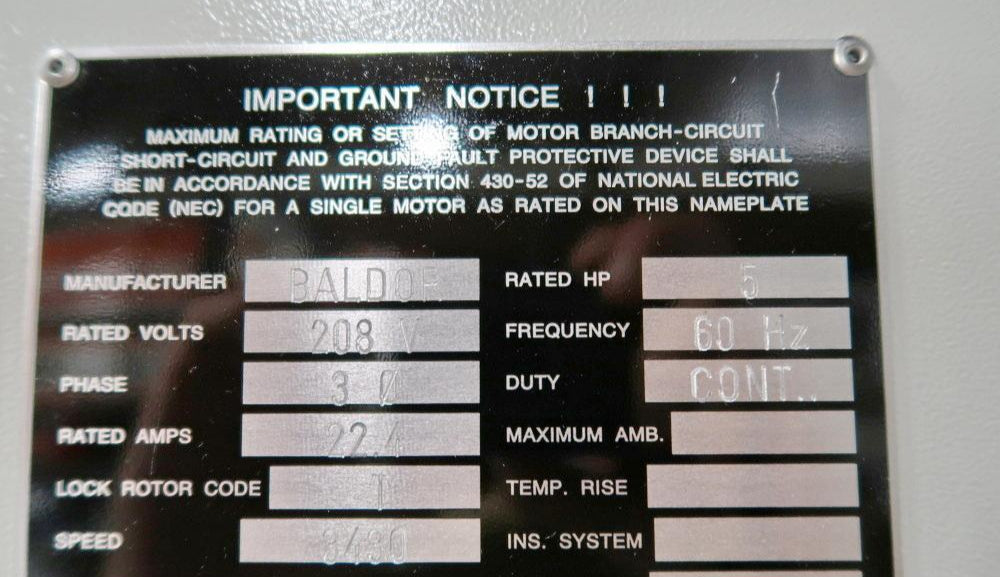 IMPORTANT NOTICE ! ! !
MAXIMUM RATING OR SETTING OF MOTOR BRANCH-CIRCUIT
SHORT-CIRCUIT AND GROUND FAULT PROTECTIVE DEVICE SHALL
BE IN ACCORDANCE WITH SECTION 430-52 OF NATIONAL ELECTRIC
CODE (NEC) FOR A SINGLE MOTOR AS RATED ON THIS NAMEPLATE
MANUFACTURER BALDOR RATED HP 5
RATED VOLTS 208 V FREQUENCY 60 Hz
PHASE 3 Ø DUTY CONT..
RATED AMPS 22.4 MAXIMUM AMB.
LOCK ROTOR CODE TEMP. RISE
SPEED INS. SYSTEM